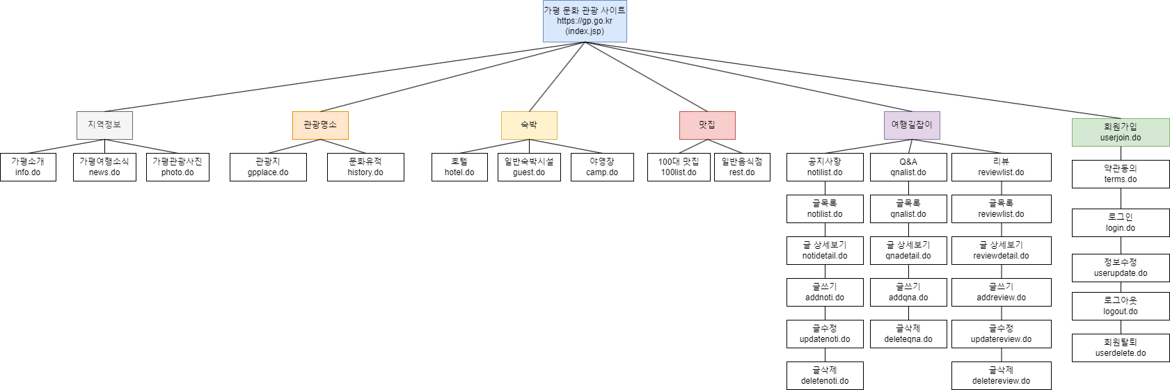 가평 문화 관광 사이트
https://gp.go.kr
(index.jsp)
지역정보
관광명소
숙박
맛집
여행길잡이
회원가입
userjoin.do
가평소개
info.do
가평여행소식
news.do
가평관광사진
photo.do
관광지
gpplace.do
문화유적
history.do
호텔
hotel.do
일반숙박시설
guest.do
야영장
camp.do
100대 맛집
100list.do
일반음식점
rest.do
공지사항
notilist.do
Q&A
qnalist.do
리뷰
reviewlist.do
약관동의
terms.do
글목록
notilist.do
글목록
qnalist.do
글목록
reviewlist.do
로그인
login.do
글 상세보기
notidetail.do
글 상세보기
qnadetail.do
글 상세보기
reviewdetail.do
정보수정
userupdate.do
글쓰기
addnoti.do
글쓰기
addqna.do
글쓰기
addreview.do
로그아웃
logout.do
글수정
updatenoti.do
글삭제
deleteqna.do
글수정
updatereview.do
회원탈퇴
userdelete.do
글삭제
deletenoti.do
글삭제
deletereview.do